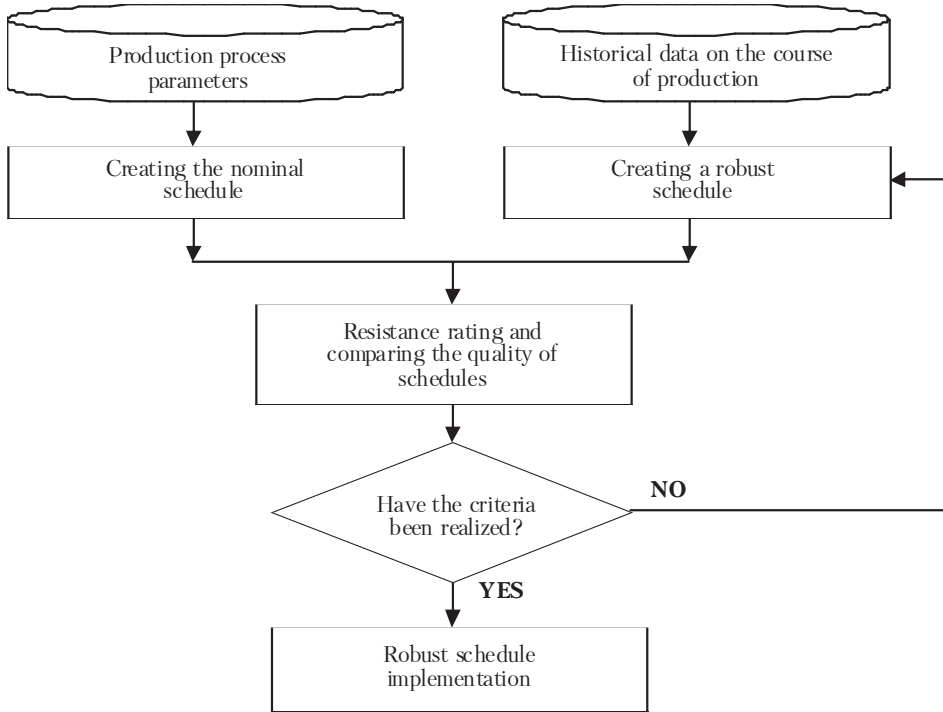 Production process
parameters
Historical data on the course
of production
Creating the nominal
schedule
Creating a robust
schedule
Resistance rating and
comparing the quality of
schedules
Have the criteria
been realized?
NO
YES
Robust schedule
implementation